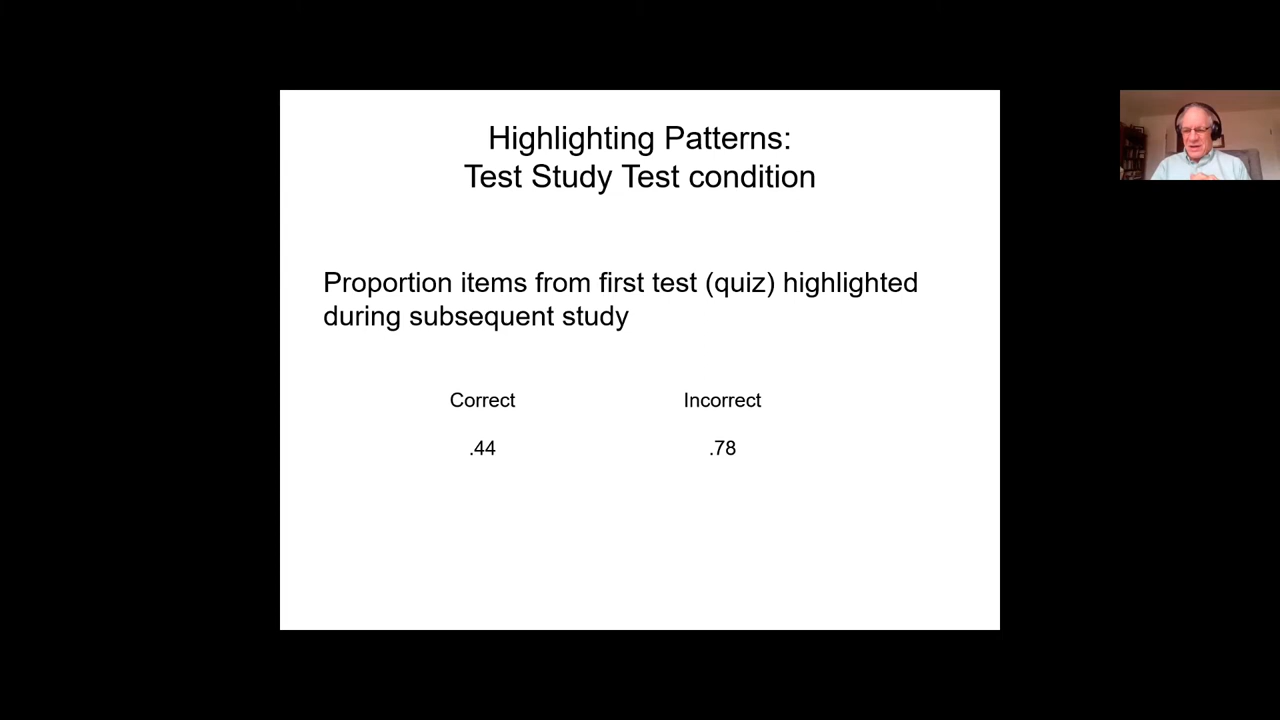 Highlighting Patterns:
Test Study Test condition
Proportion items from first test (quiz) highlighted
during subsequent study
Correct Incorrect
.44 .78